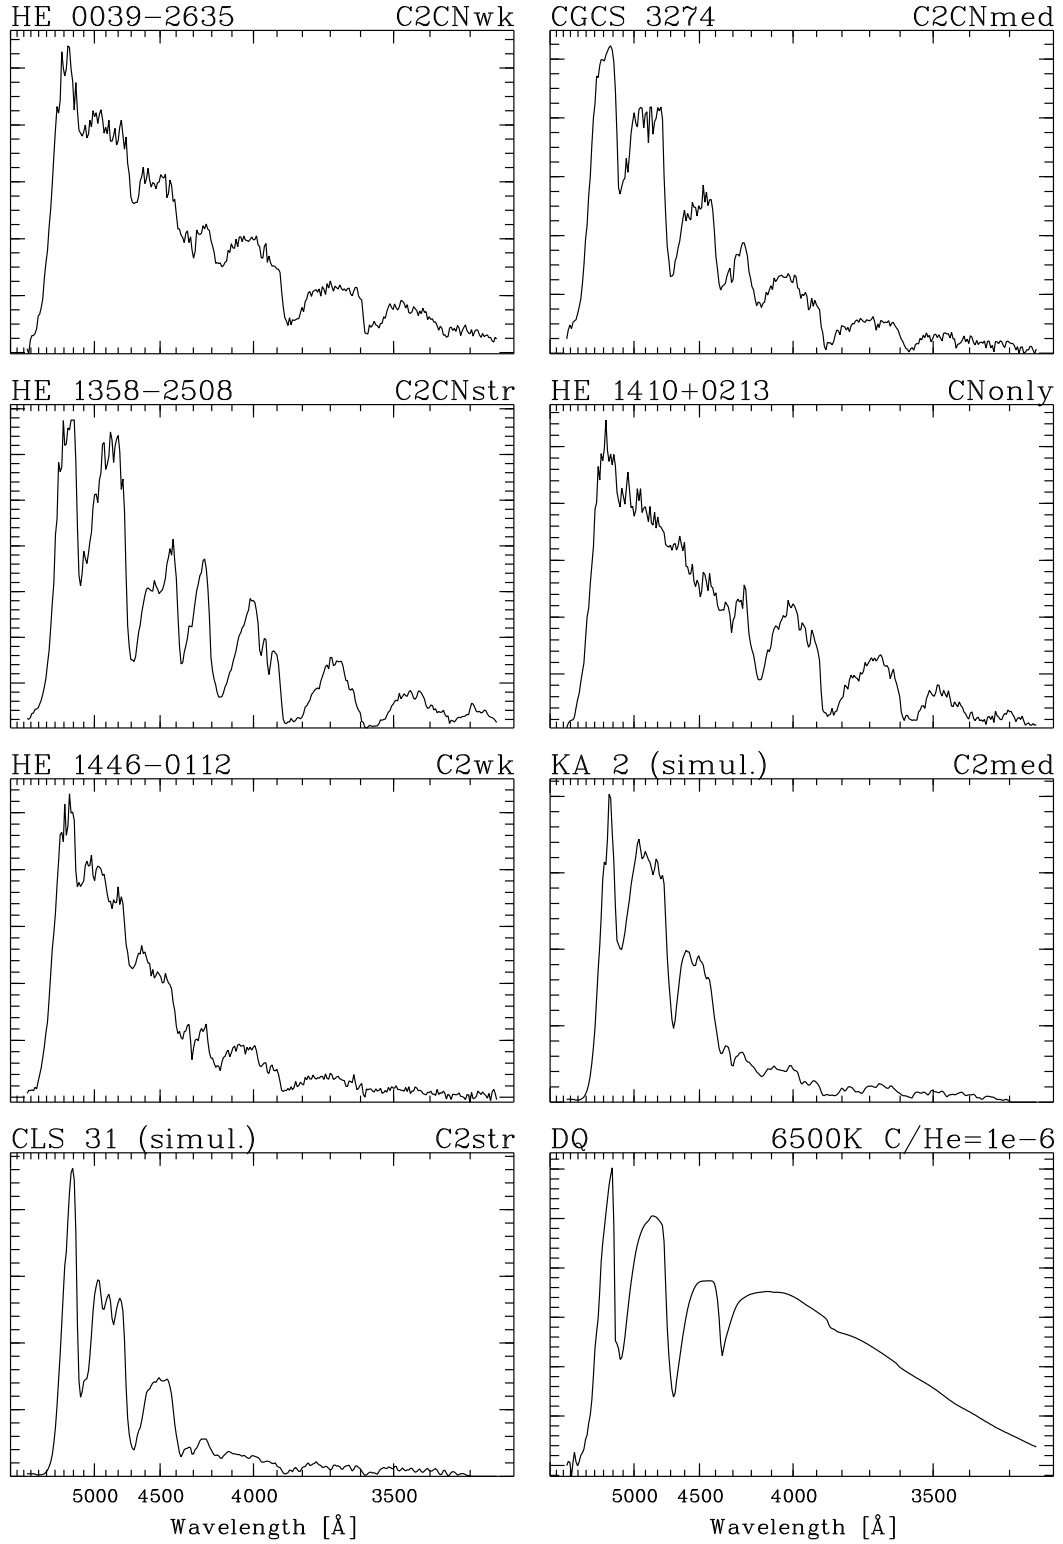 HE 0039−2635 C2CNwk
CGCS 3274 C2CNmed
HE 1358−2508 C2CNstr
HE 1410+0213 CNonly
HE 1446−0112 C2wk
KA 2 (simul.) C2med
CLS 31 (simul.) C2str
DQ 6500K C/He=1e−6
5000 4500 4000 3500
5000 4500 4000 3500
Wavelength [Å]
Wavelength [Å]